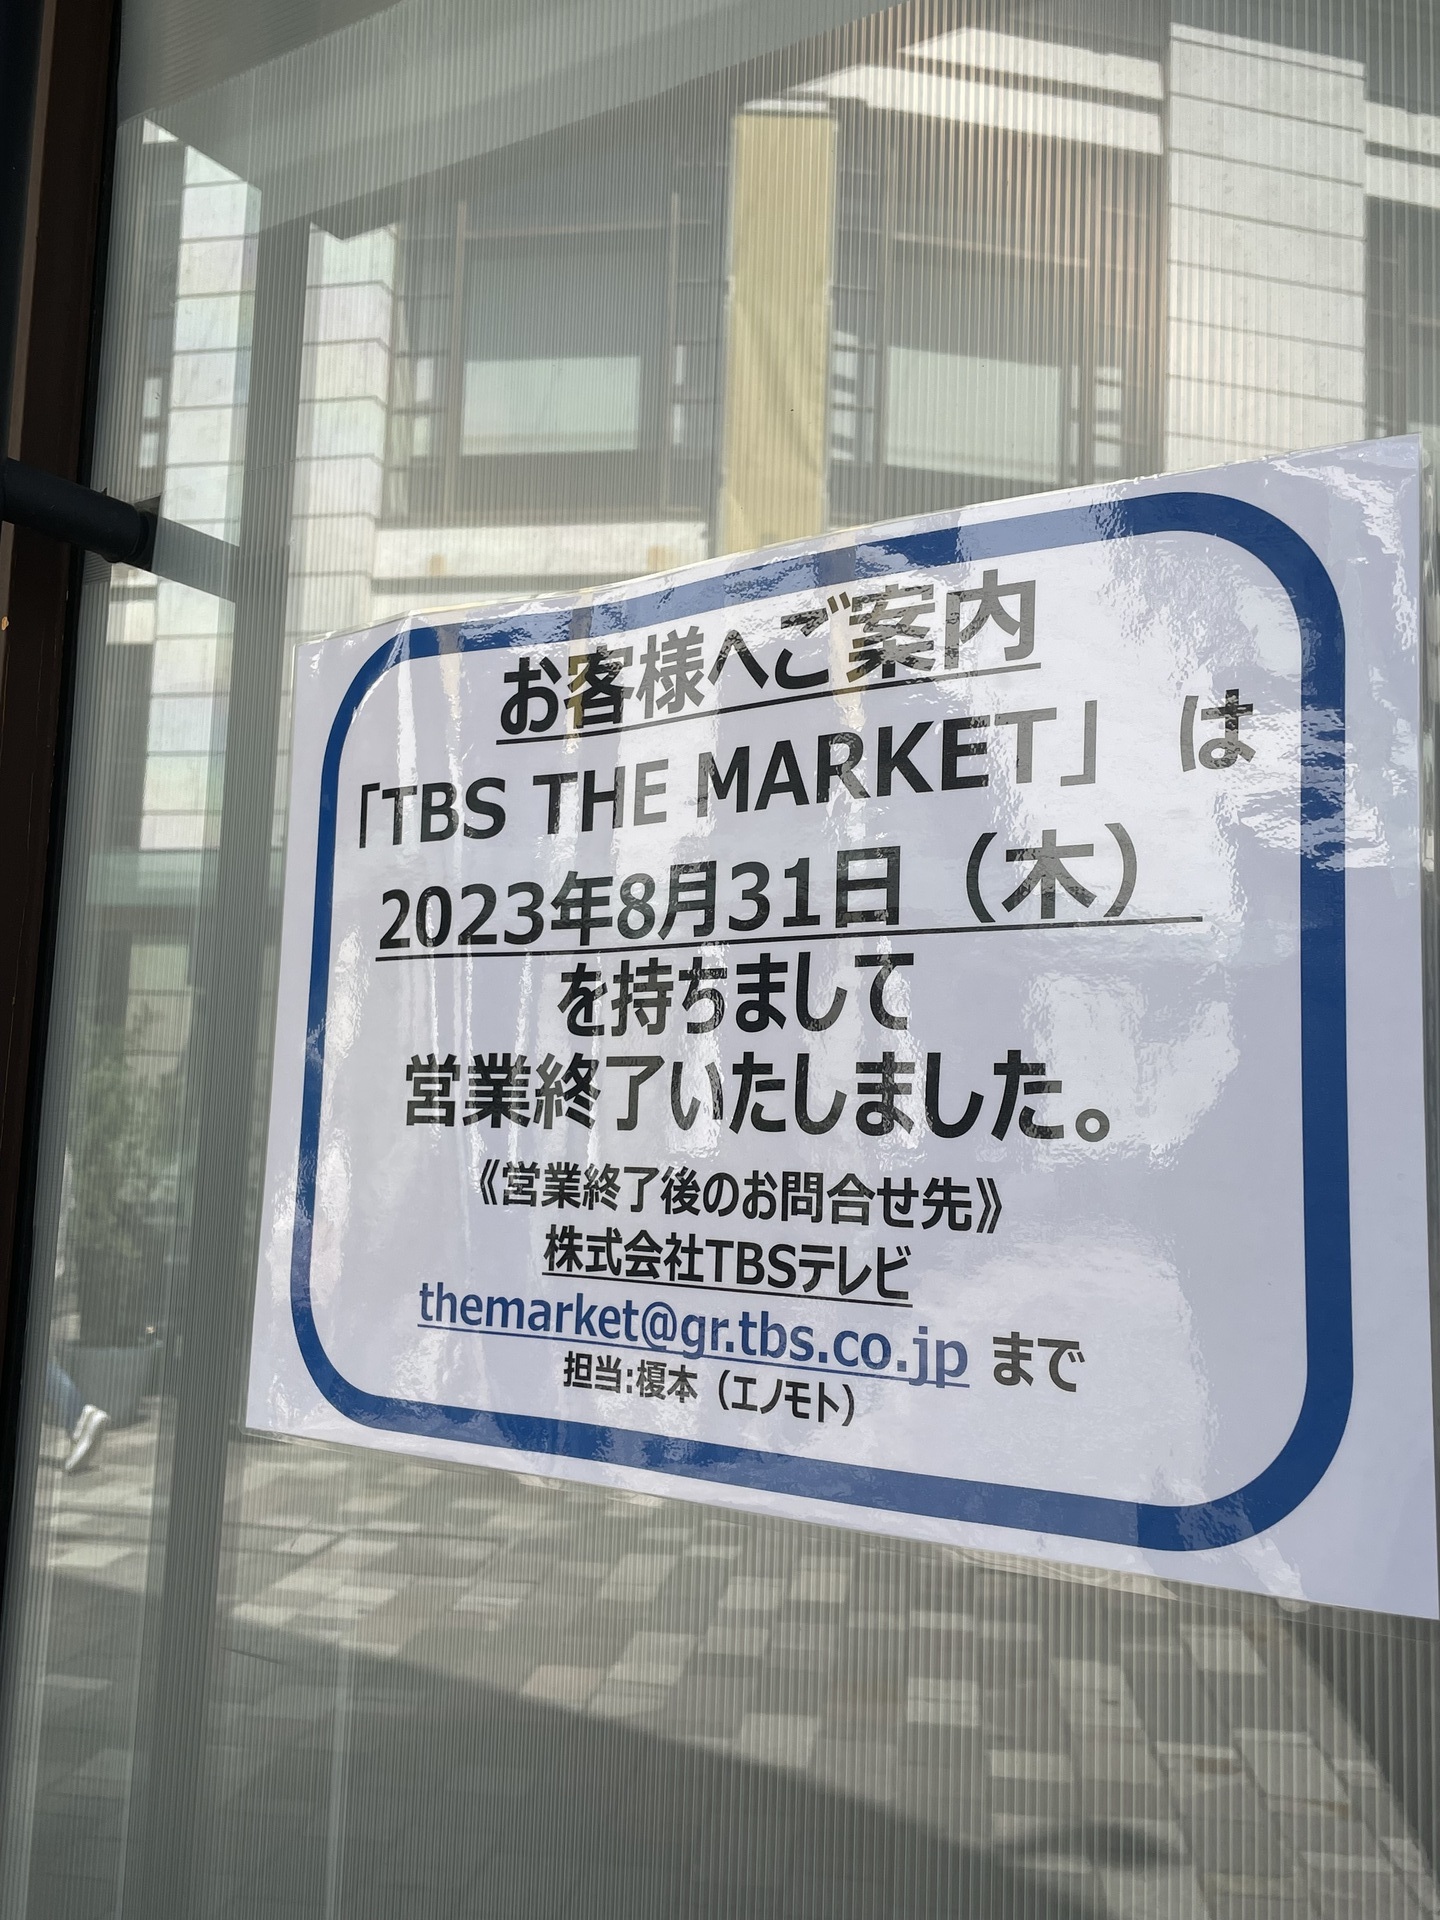 お客様へご案内
「TBS THE MARKET」 は
2023年8月31日（木）
を持ちまして
営業終了いたしました。
《営業終了後のお問合せ先》
株式会社TBSテレビ
themarket@gr.tbs.co.jp まで
担当:榎本（エノモト）